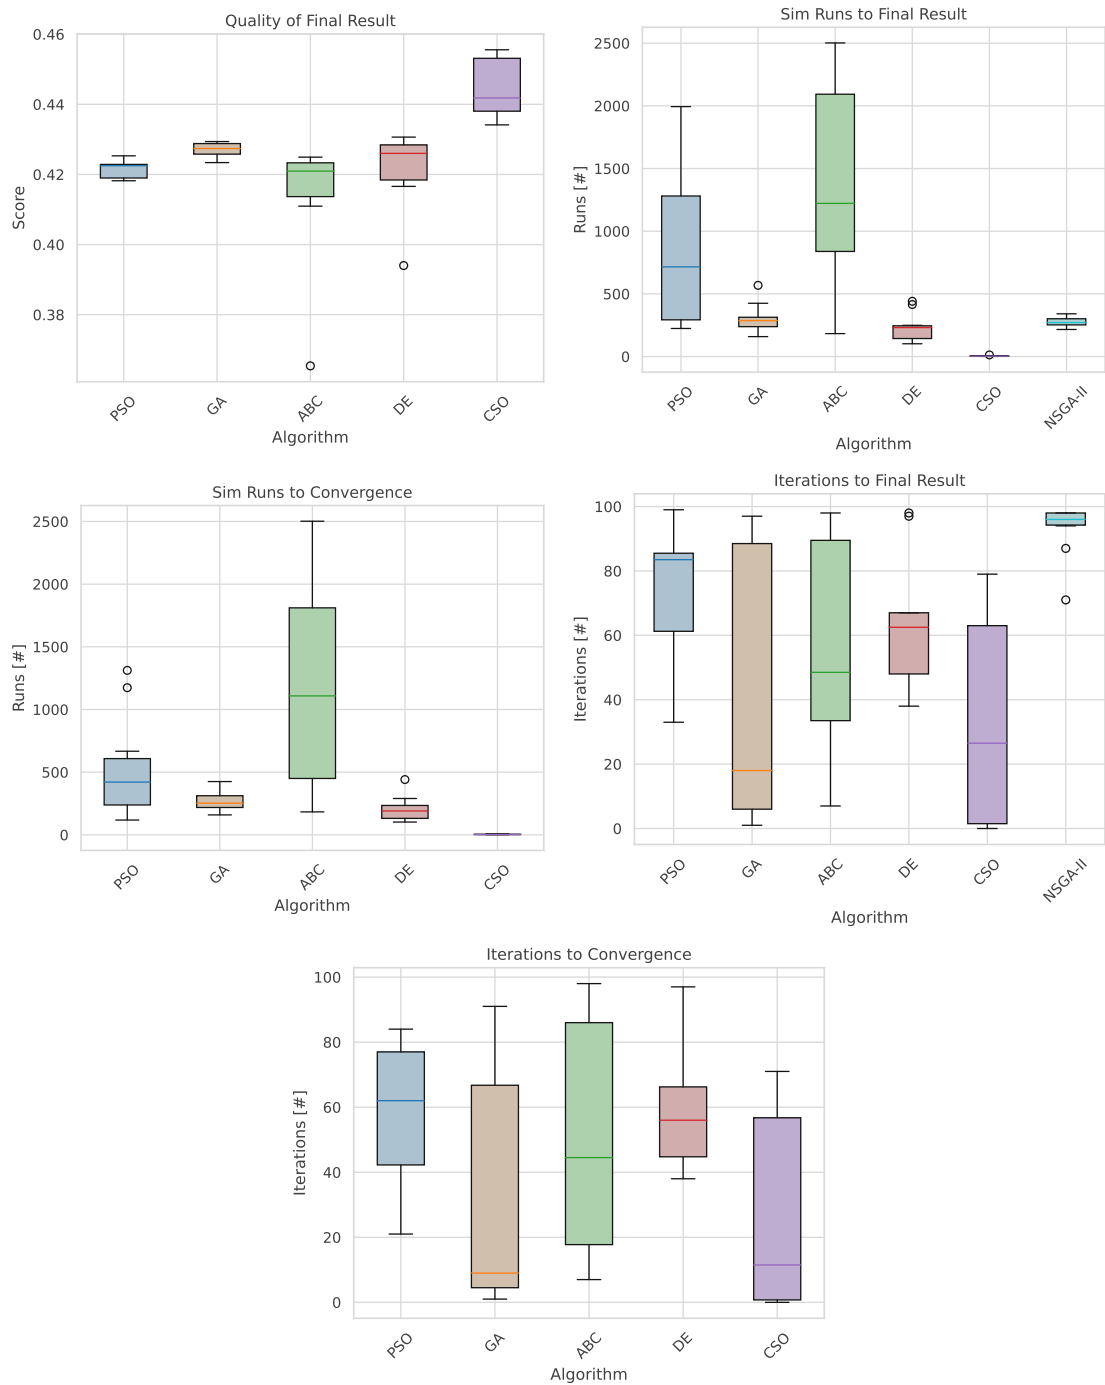 Quality of Final Result
0.46
0.44
0.42
0.40
0.38
Score
PSO
GA
ABC
DE
CSO
Algorithm
Sim Runs to Final Result
2500
2000
1500
1000
500
0
Runs [#]
PSO
GA
ABC
DE
CSO
NSGA-II
Algorithm
Sim Runs to Convergence
2500
2000
1500
1000
500
0
Runs [#]
PSO
GA
ABC
DE
CSO
Algorithm
Iterations to Final Result
100
80
60
40
20
0
Iterations [#]
PSO
GA
ABC
DE
CSO
NSGA-II
Algorithm
Iterations to Convergence
100
80
60
40
20
0
Iterations [#]
PSO
GA
ABC
DE
CSO
Algorithm